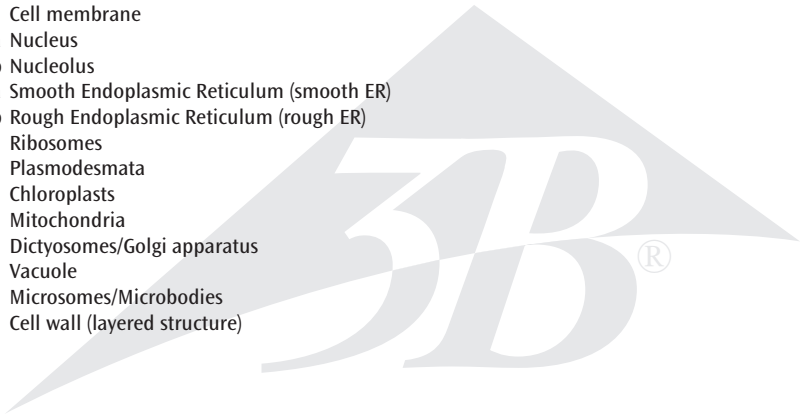 Cell membrane
Nucleus
Nucleolus
Smooth Endoplasmic Reticulum (smooth ER)
Rough Endoplasmic Reticulum (rough ER)
Ribosomes
Plasmodesmata
Chloroplasts
Mitochondria
Dictyosomes/Golgi apparatus
Vacuole
Microsomes/Microbodies
Cell wall (layered structure)
3B®